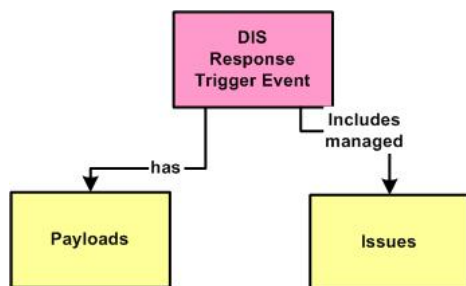 DIS
Response
Trigger Event
Includes
managed
has
Payloads
Issues